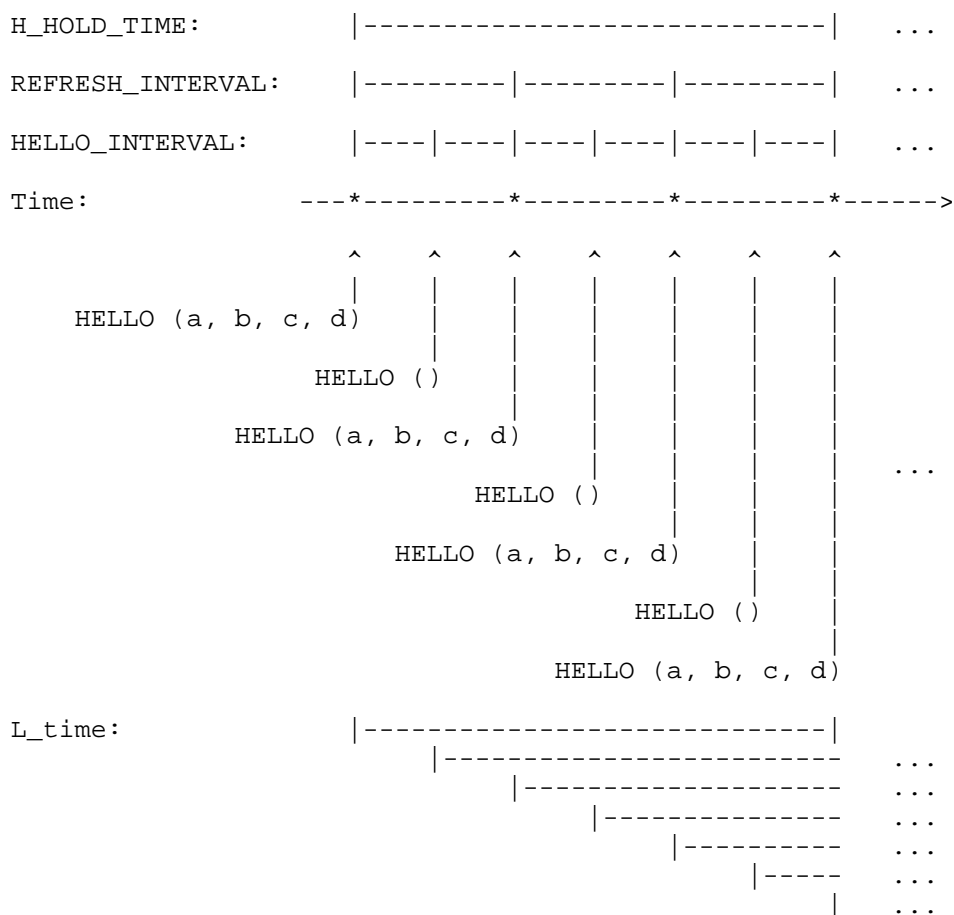 H_HOLD_TIME: |-----------------------------| ...
REFRESH_INTERVAL: |---------|---------|---------| ...
HELLO_INTERVAL: |----|----|----|----|----|----| ...
Time: ---*---------*---------*---------*------>
^ ^ ^ ^ ^ ^ ^
| | | | | | |
HELLO (a, b, c, d) | | | | | |
| | | | | |
HELLO () | | | | |
| | | | |
HELLO (a, b, c, d) | | | |
| | | | ...
HELLO () | | |
| | |
HELLO (a, b, c, d) | |
| |
HELLO () |
|
HELLO (a, b, c, d)
L_time: |-----------------------------|
|------------------------- ...
|-------------------- ...
|--------------- ...
|---------- ...
|----- ...
| ...